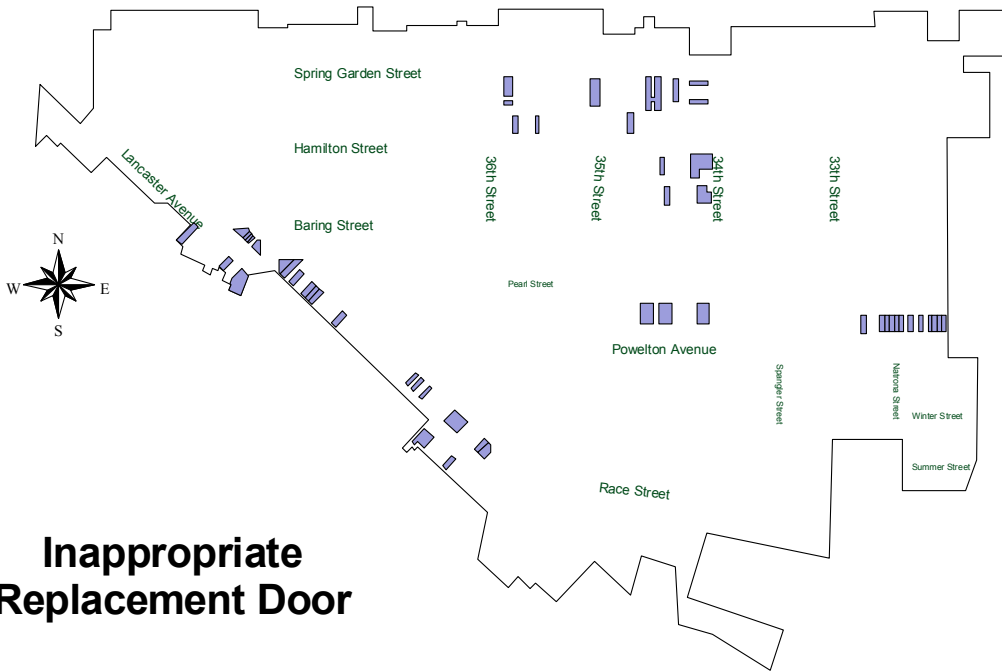 Spring Garden Street
Hamilton Street
Lancaster Avenue
36th Street
35th Street
34th Street
33th Street
Baring Street
N
W
E
S
Pearl Street
Powelton Avenue
Spangler Street
Natrona Street
Winter Street
Summer Street
Race Street
Inappropriate
Replacement Door